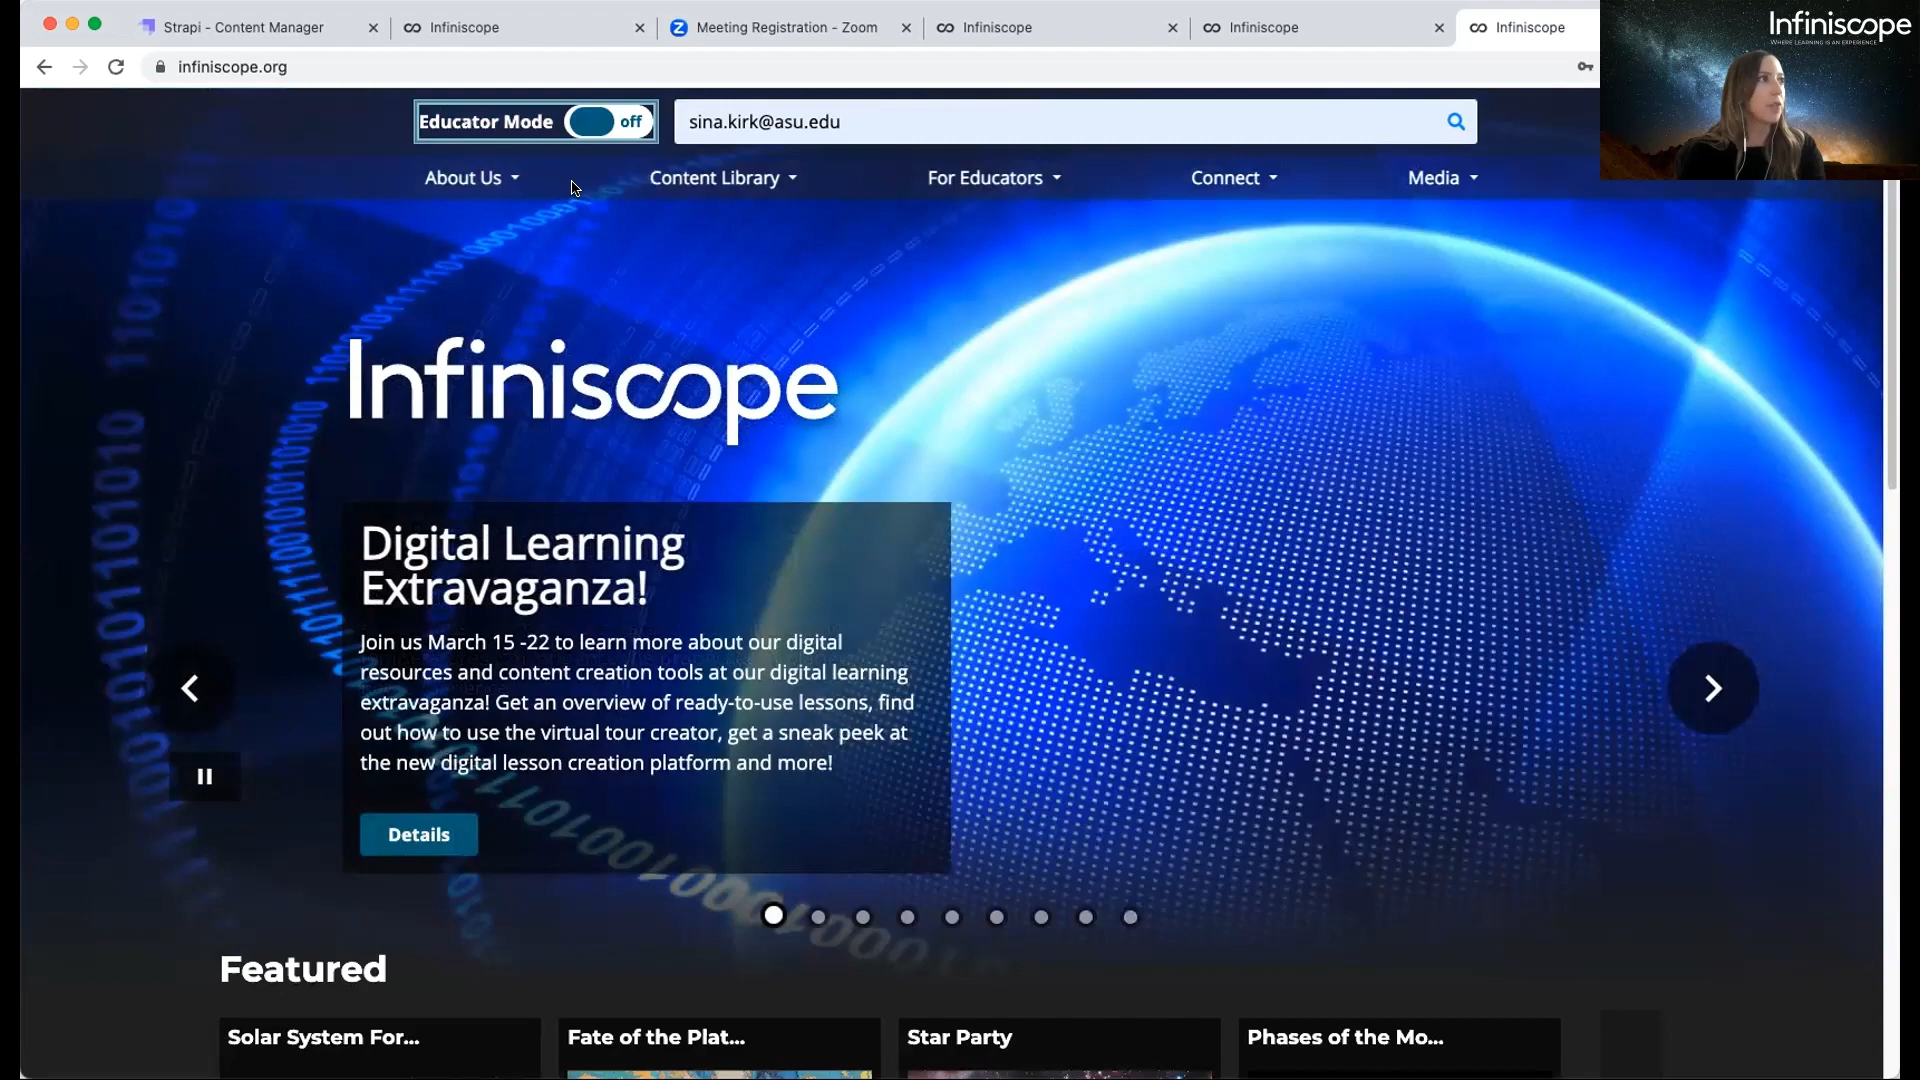 Strapi - Content Manager
Infiniscope
Meeting Registration - Zoom
Infiniscope
Infiniscope
Infiniscope
Infiniscope
WHERE LEARNING IS AN EXPERIENCE
infiniscope.org
Educator Mode off
sina.kirk@asu.edu
About Us
Content Library
For Educators
Connect
Media
Infiniscope
Digital Learning
Extravaganza!
Join us March 15 -22 to learn more about our digital
resources and content creation tools at our digital learning
extravaganza! Get an overview of ready-to-use lessons, find
out how to use the virtual tour creator, get a sneak peek at
the new digital lesson creation platform and more!
Details
Featured
Solar System For...
Fate of the Plat...
Star Party
Phases of the Mo...